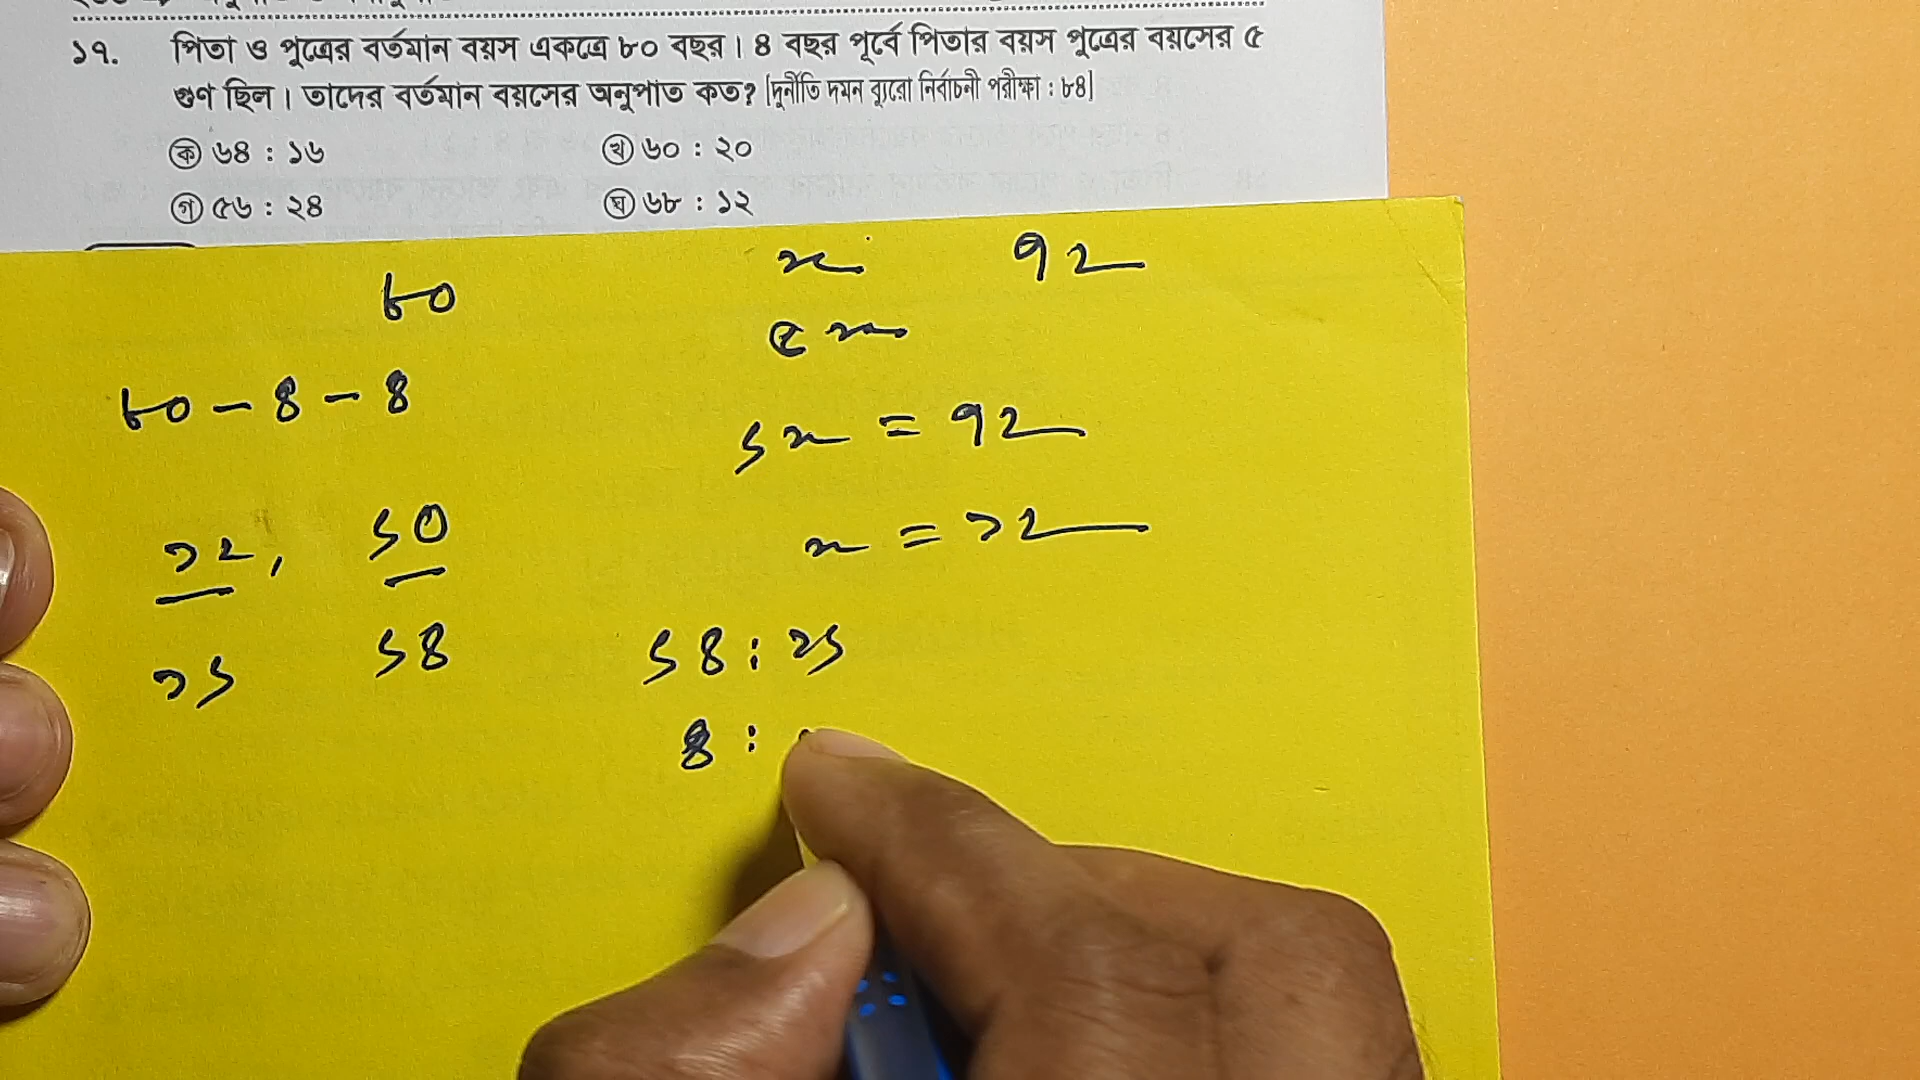 ১৭. পিতা ও পুত্রের বর্তমান বয়স একত্রে ৮০ বছর। ৪ বছর পূর্বে পিতার বয়স পুত্রের বয়সের ৫
গুণ ছিল। তাদের বর্তমান বয়সের অনুপাত কত? [দুর্নীতি দমন ব্যুরো নির্বাচনী পরীক্ষা : ৮৪]
ক ৬৪ : ১৬ খ ৬০ : ২০
গ ৫৬ : ২৪ ঘ ৬৮ : ১২
৮০
x ৭২
৫x
৮০ - ৪ - ৪
৬x = ৭২
x = ১২
১২, ৬০
১৬ ৬৪
৬৪ : ১৬
৪ :